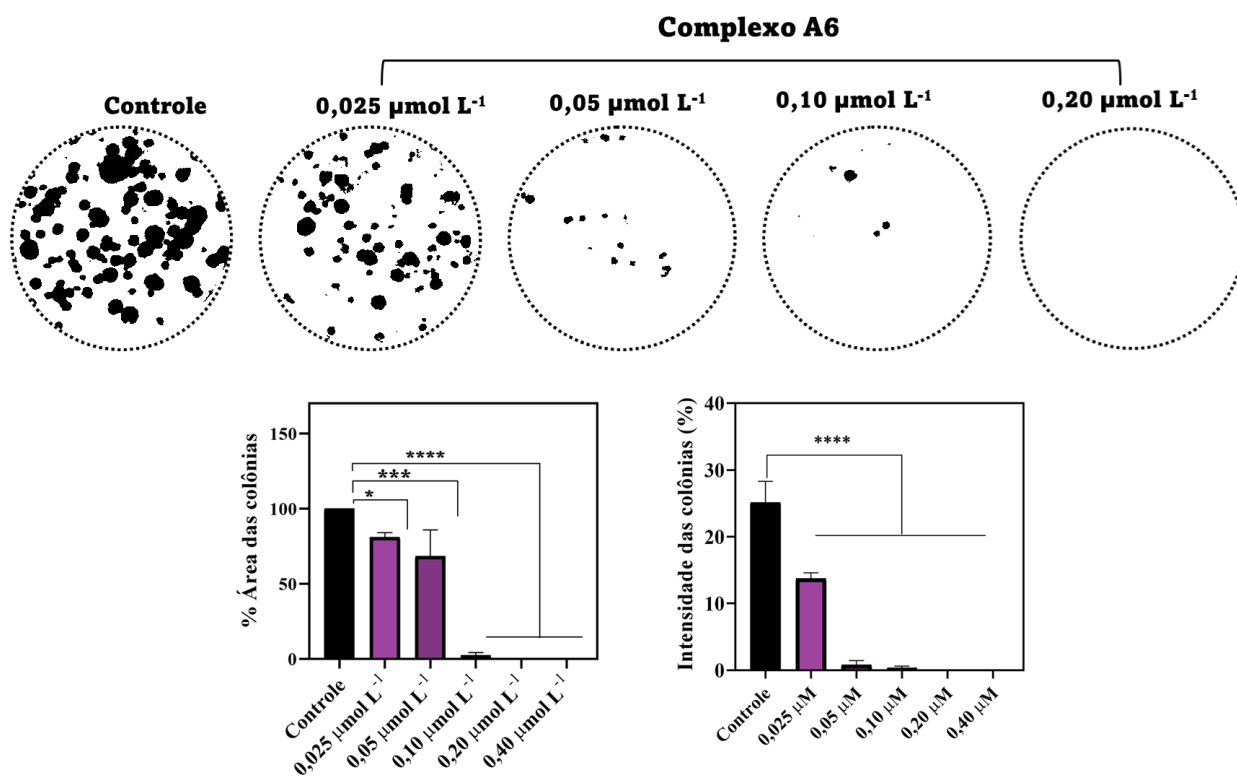 Complexo A6
Controle
0,025 µmol L⁻¹
0,05 µmol L⁻¹
0,10 µmol L⁻¹
0,20 µmol L⁻¹
% Área das colônias
150
100
50
0
*
***
****
Controle
0,025 µmol L⁻¹
0,05 µmol L⁻¹
0,10 µmol L⁻¹
0,20 µmol L⁻¹
0,40 µmol L⁻¹
Intensidade das colônias (%)
40
30
20
10
0
****
Controle
0,025 µM
0,05 µM
0,10 µM
0,20 µM
0,40 µM